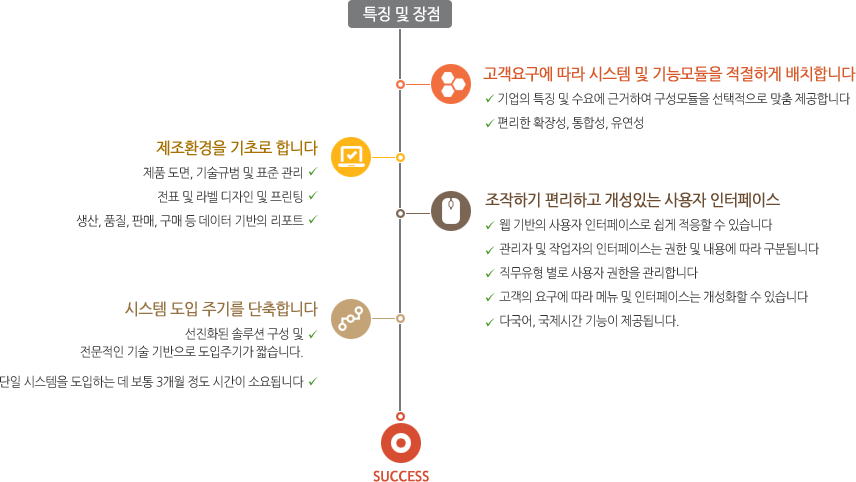 특징 및 장점
고객요구에 따라 시스템 및 기능모듈을 적절하게 배치합니다
기업의 특징 및 수요에 근거하여 구성모듈을 선택적으로 맞춤 제공합니다
편리한 확장성, 통합성, 유연성
제조환경을 기초로 합니다
제품 도면, 기술규범 및 표준 관리
전표 및 라벨 디자인 및 프린팅
생산, 품질, 판매, 구매 등 데이터 기반의 리포트
조작하기 편리하고 개성있는 사용자 인터페이스
웹 기반의 사용자 인터페이스로 쉽게 적응할 수 있습니다
관리자 및 작업자의 인터페이스는 권한 및 내용에 따라 구분됩니다
직무유형 별로 사용자 권한을 관리합니다
고객의 요구에 따라 메뉴 및 인터페이스는 개성화할 수 있습니다
다국어, 국제시간 기능이 제공됩니다.
시스템 도입 주기를 단축합니다
선진화된 솔루션 구성 및
전문적인 기술 기반으로 도입주기가 짧습니다.
단일 시스템을 도입하는 데 보통 3개월 정도 시간이 소요됩니다
SUCCESS